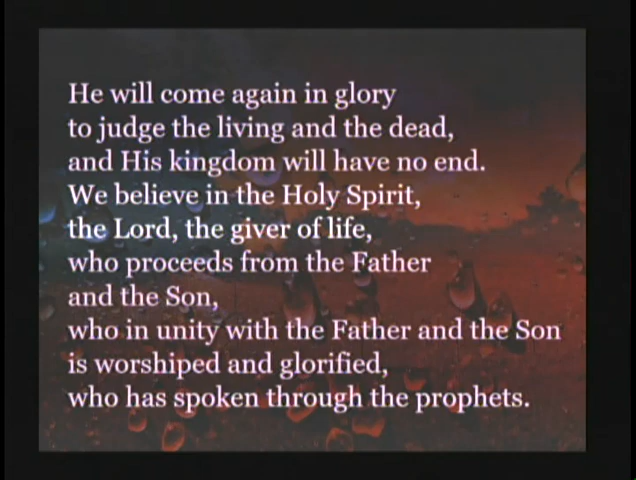 He will come again in glory
to judge the living and the dead,
and His kingdom will have no end.
We believe in the Holy Spirit,
the Lord, the giver of life,
who proceeds from the Father
and the Son,
who in unity with the Father and the Son
is worshiped and glorified,
who has spoken through the prophets.